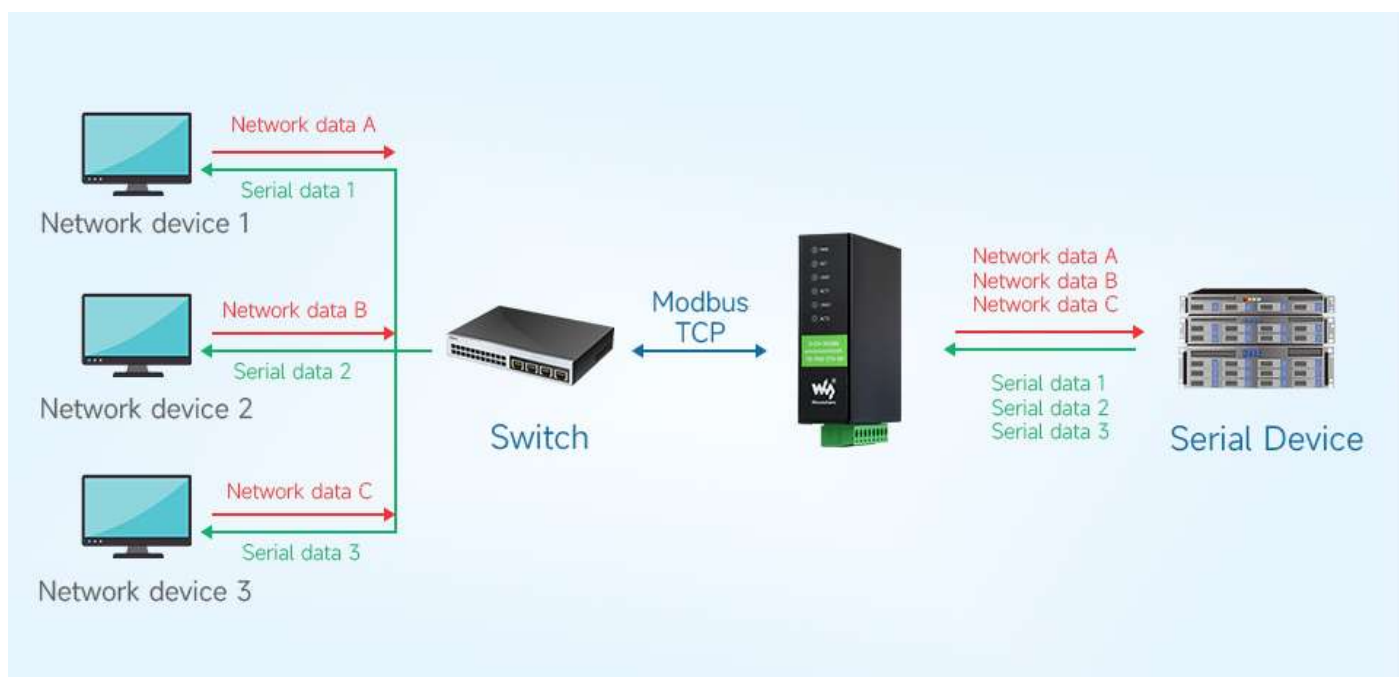 Network data A
Serial data 1
Network device 1
Network data B
Serial data 2
Network device 2
Network data C
Serial data 3
Network device 3
Switch
Modbus
TCP
Network data A
Network data B
Network data C
Serial data 1
Serial data 2
Serial data 3
Serial Device